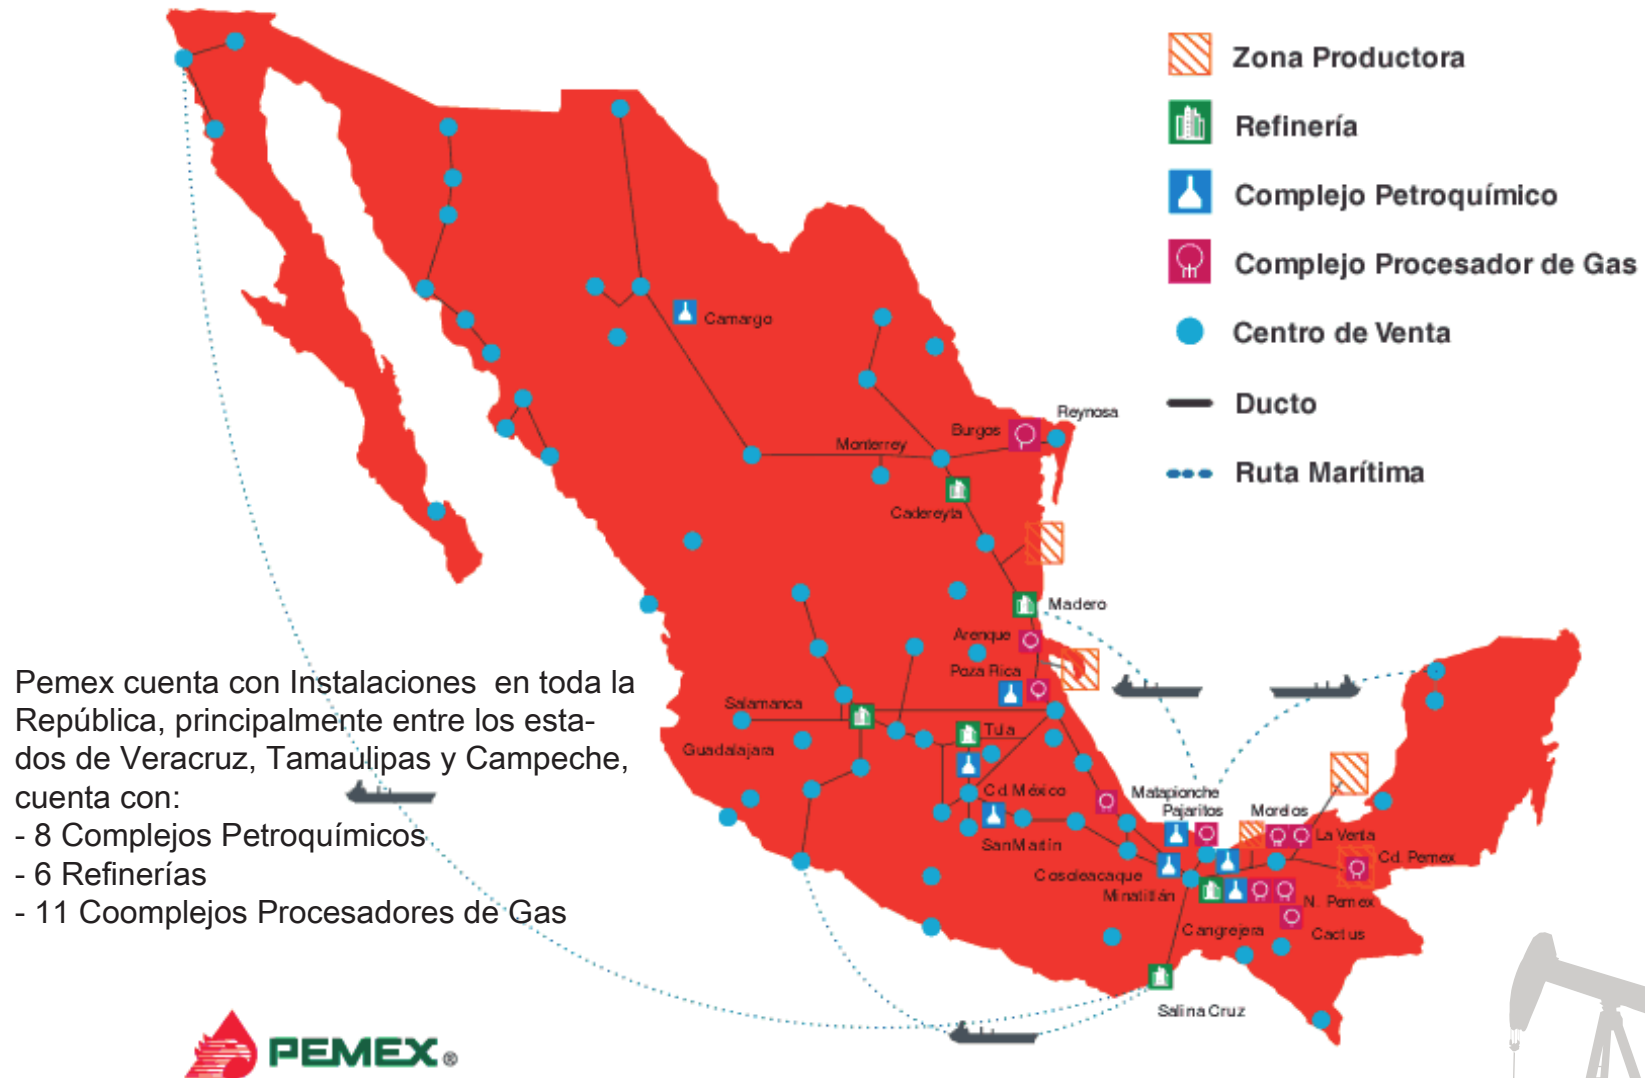 Zona Productora
Refinería
Complejo Petroquímico
Complejo Procesador de Gas
Centro de Venta
Ducto
Ruta Marítima
Camargo
Reynosa
Burgos
Monterrey
Cadereyta
Madero
Arenque
Poza Rica
Salamanca
Tula
Guadalajara
Cd. México
Matapionche
Pajaritos
Morelos
La Venta
San Martín
Cd. Pemex
Cosoleacaque
Minatitlán
N. Pemex
Cangrejera
Cactus
Salina Cruz
Pemex cuenta con Instalaciones en toda la
República, principalmente entre los esta-
dos de Veracruz, Tamaulipas y Campeche,
cuenta con:
- 8 Complejos Petroquímicos
- 6 Refinerías
- 11 Coomplejos Procesadores de Gas
PEMEX ®